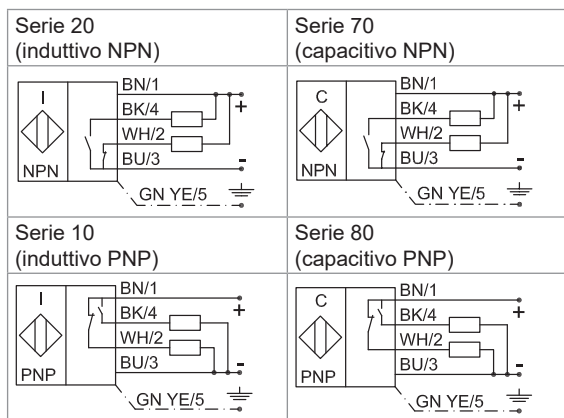 Serie 20
(induttivo NPN)
Serie 70
(capacitivo NPN)
I
NPN
BN/1
BK/4
WH/2
BU/3
+
-
GN YE/5
C
NPN
BN/1
BK/4
WH/2
BU/3
+
-
GN YE/5
Serie 10
(induttivo PNP)
Serie 80
(capacitivo PNP)
I
PNP
BN/1
BK/4
WH/2
BU/3
+
-
GN YE/5
C
PNP
BN/1
BK/4
WH/2
BU/3
+
-
GN YE/5